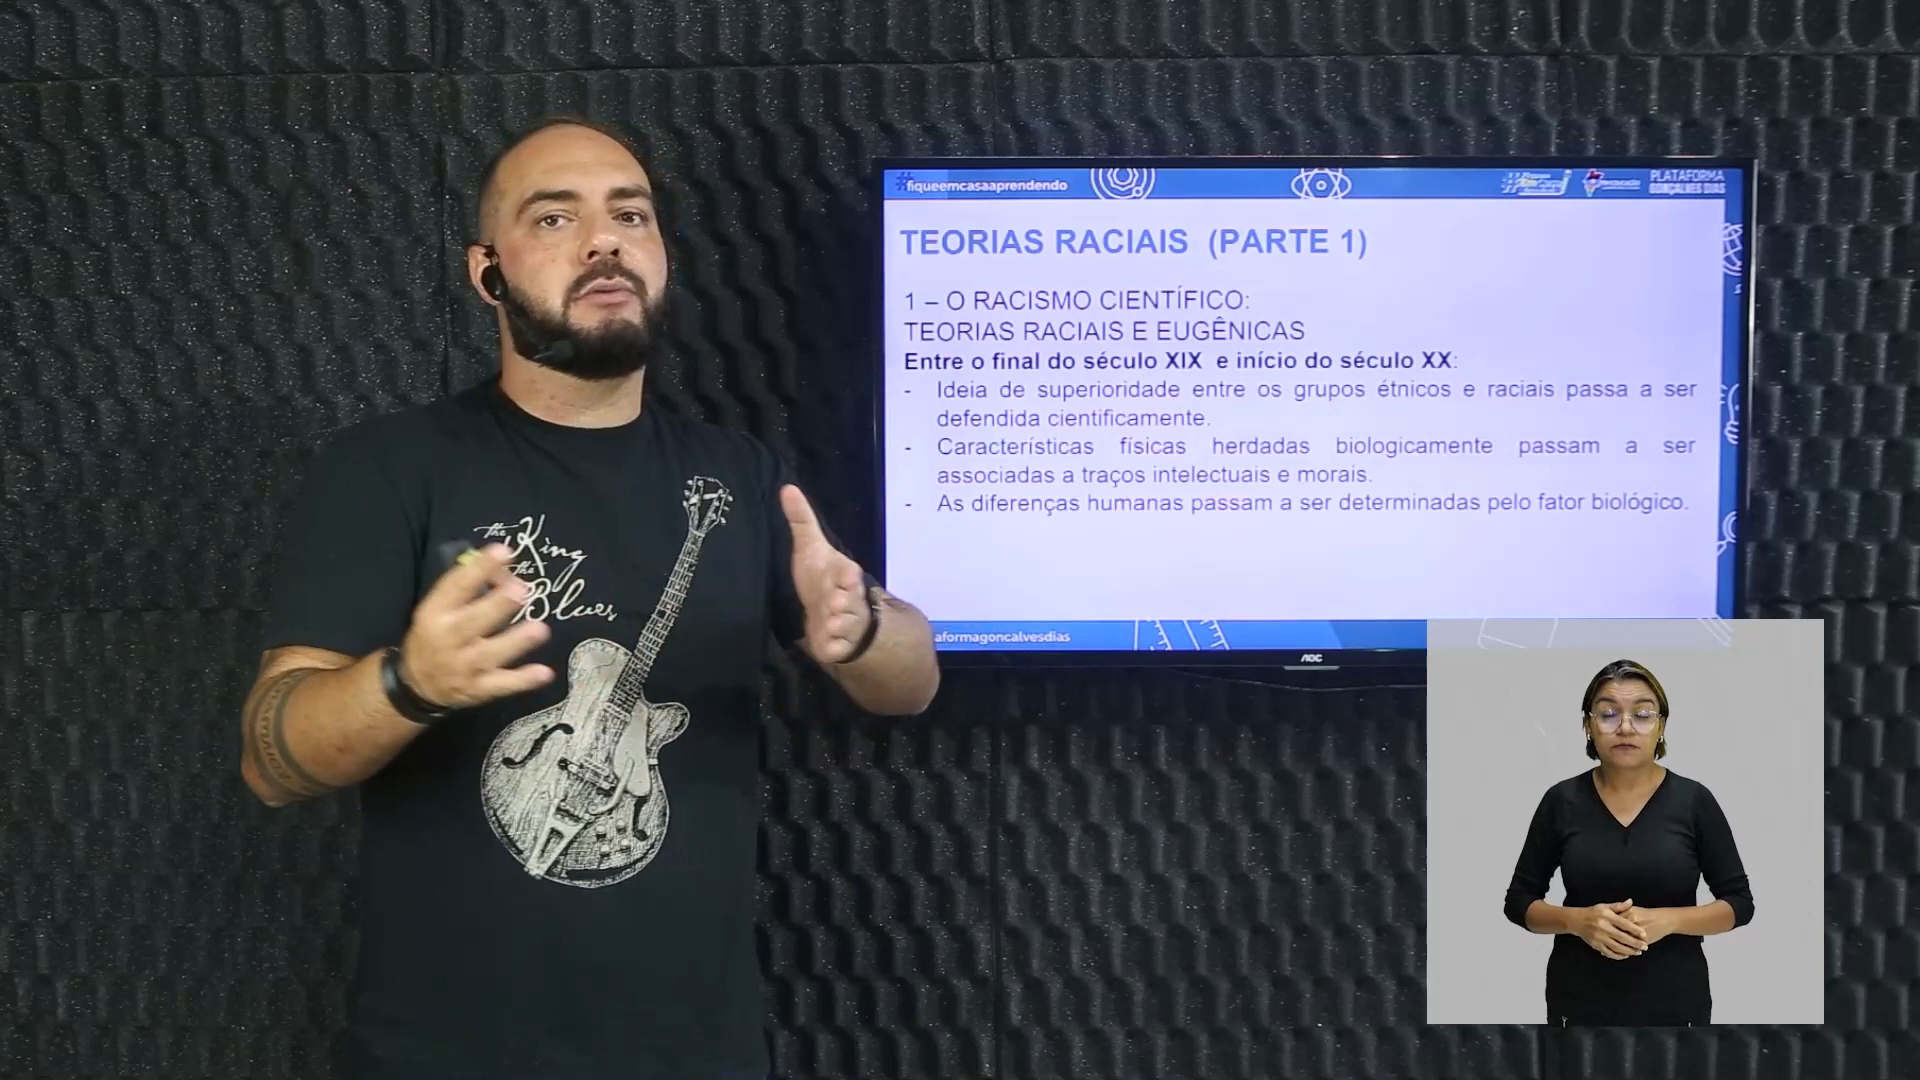 #fiqueemcasaaprendendo
PLATAFORMA
GONÇALVES DIAS
TEORIAS RACIAIS (PARTE 1)
1 – O RACISMO CIENTÍFICO:
TEORIAS RACIAIS E EUGÊNICAS
Entre o final do século XIX e início do século XX:
- Ideia de superioridade entre os grupos étnicos e raciais passa a ser
defendida cientificamente.
- Características físicas herdadas biologicamente passam a ser
associadas a traços intelectuais e morais.
- As diferenças humanas passam a ser determinadas pelo fator biológico.
aformagoncalvesdias
AOC
the King
the
Blues